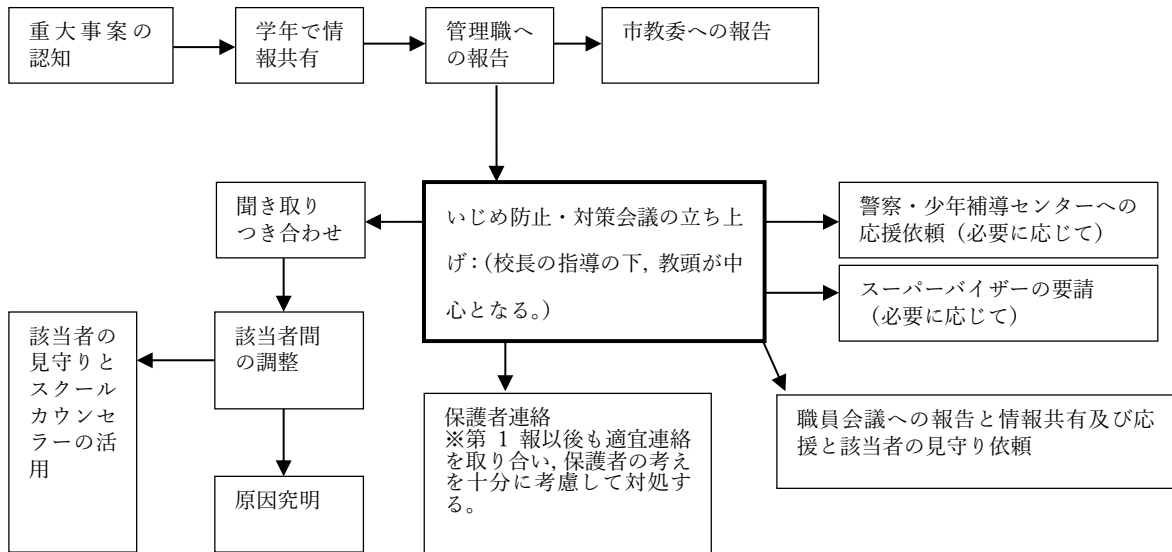 重大事案の
認知
学年で情
報共有
管理職へ
の報告
市教委への報告
聞き取り
つき合わせ
いじめ防止・対策会議の立ち上
げ：（校長の指導の下，教頭が中
心となる。）
警察・少年補導センターへの
応援依頼（必要に応じて）
スーパーバイザーの要請
（必要に応じて）
該当者の
見守りと
スクール
カウンセ
ラーの活
用
該当者間
の調整
原因究明
保護者連絡
※第 1 報以後も適宜連絡
を取り合い，保護者の考え
を十分に考慮して対処す
る。
職員会議への報告と情報共有及び応
援と該当者の見守り依頼